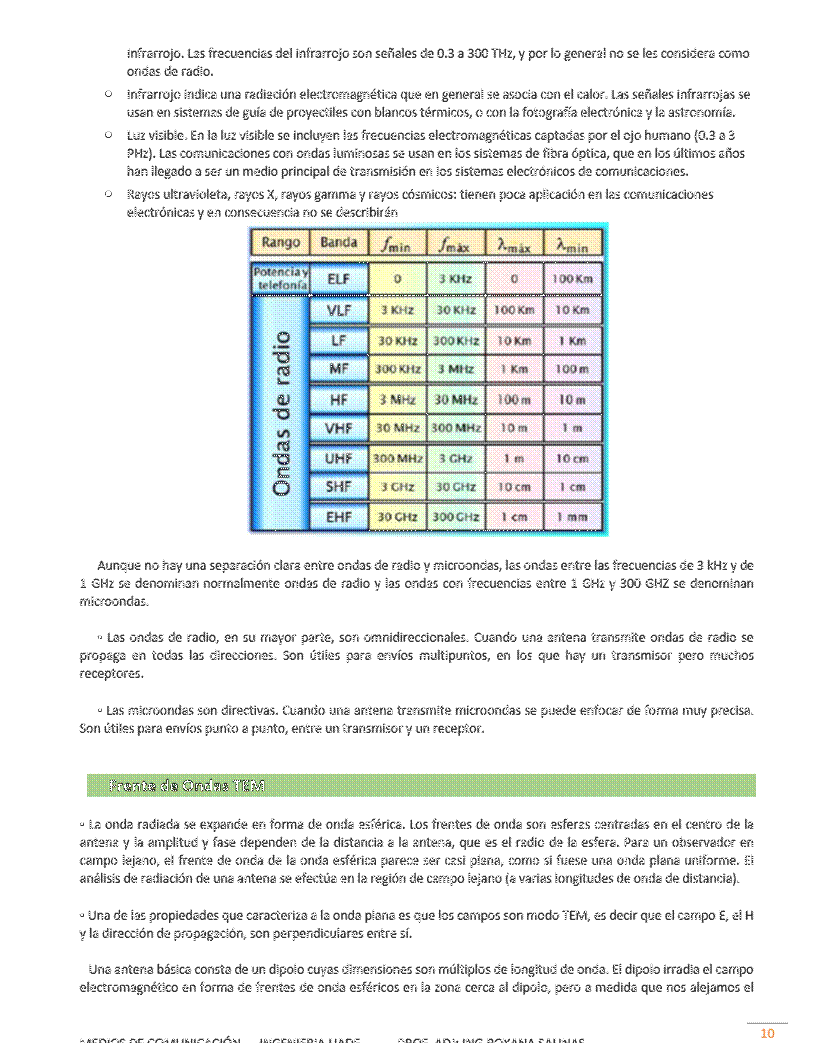 infrarrojo. Las frecuencias del infrarrojo son señales de 0.3 a 300 THz, y por lo general no se les considera como
ondas de radio.
○ Infrarrojo indica una radiación electromagnética que en general se asocia con el calor. Las señales infrarrojas se
usan en sistemas de guía de proyectiles con blancos térmicos, o con la fotografía electrónica y la astronomía.
○ Luz visible. En la luz visible se incluyen las frecuencias electromagnéticas captadas por el ojo humano (0.3 a 3
PHz). Las comunicaciones con ondas luminosas se usan en los sistemas de fibra óptica, que en los últimos años
han llegado a ser un medio principal de transmisión en los sistemas electrónicos de comunicaciones.
○ Rayos ultravioleta, rayos X, rayos gamma y rayos cósmicos: tienen poca aplicación en las comunicaciones
electrónicas y en consecuencia no se describirán
Rango Banda fmin fmáx λmáx λmin
Potencia y telefonía ELF 0 3 KHz 0 100 Km
Ondas de radio
VLF 3 KHz 30 KHz 100 Km 10 Km
LF 30 KHz 300 KHz 10 Km 1 Km
MF 300 KHz 3 MHz 1 Km 100 m
HF 3 MHz 30 MHz 100 m 10 m
VHF 30 MHz 300 MHz 10 m 1 m
UHF 300 MHz 3 GHz 1 m 10 cm
SHF 3 GHz 30 GHz 10 cm 1 cm
EHF 30 GHz 300 GHz 1 cm 1 mm
Aunque no hay una separación clara entre ondas de radio y microondas, las ondas entre las frecuencias de 3 kHz y de
1 GHz se denominan normalmente ondas de radio y las ondas con frecuencias entre 1 GHz y 300 GHZ se denominan
microondas.
◦ Las ondas de radio, en su mayor parte, son omnidireccionales. Cuando una antena transmite ondas de radio se
propaga en todas las direcciones. Son útiles para envíos multipuntos, en los que hay un transmisor pero muchos
receptores.
◦ Las microondas son directivas. Cuando una antena transmite microondas se puede enfocar de forma muy precisa.
Son útiles para envíos punto a punto, entre un transmisor y un receptor.
Frente de Ondas TEM
◦ La onda radiada se expande en forma de onda esférica. Los frentes de onda son esferas centradas en el centro de la
antena y la amplitud y fase dependen de la distancia a la antena, que es el radio de la esfera. Para un observador en
campo lejano, el frente de onda de la onda esférica parece ser casi plana, como si fuese una onda plana uniforme. El
análisis de radiación de una antena se efectúa en la región de campo lejano (a varias longitudes de onda de distancia).
◦ Una de las propiedades que caracteriza a la onda plana es que los campos son modo TEM, es decir que el campo E, el H
y la dirección de propagación, son perpendiculares entre sí.
Una antena básica consta de un dipolo cuyas dimensiones son múltiplos de longitud de onda. El dipolo irradia el campo
electromagnético en forma de frentes de onda esféricos en la zona cerca al dipolo, pero a medida que nos alejamos el
10
MEDIOS DE COMUNICACIÓN INGENIERIA UADE PROF. ADJ: ING ROXANA SALINAS